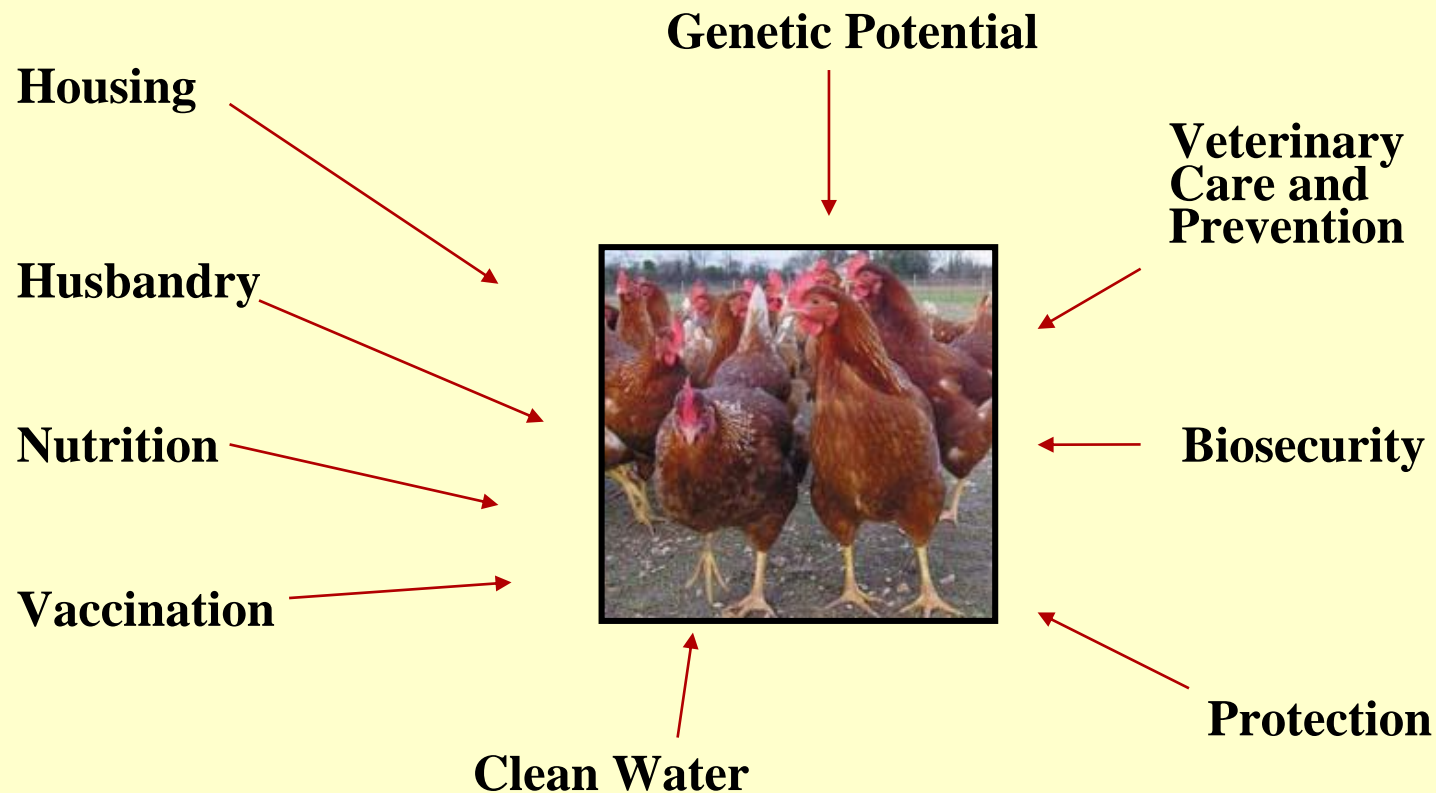 Genetic Potential
Housing
Veterinary
Care and
Prevention
Husbandry
Nutrition
Biosecurity
Vaccination
Protection
Clean Water